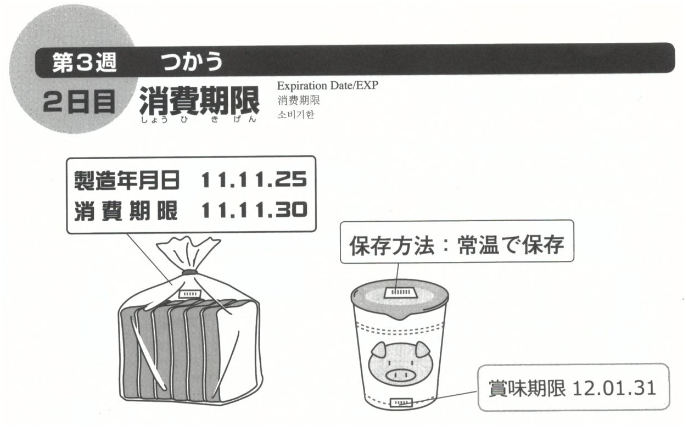 第3週 つかう
2日目 消費期限
しょう ひ き げん
Expiration Date/EXP
消费期限
소비기한
製造年月日 11.11.25
消費期限 11.11.30
保存方法：常温で保存
賞味期限 12.01.31